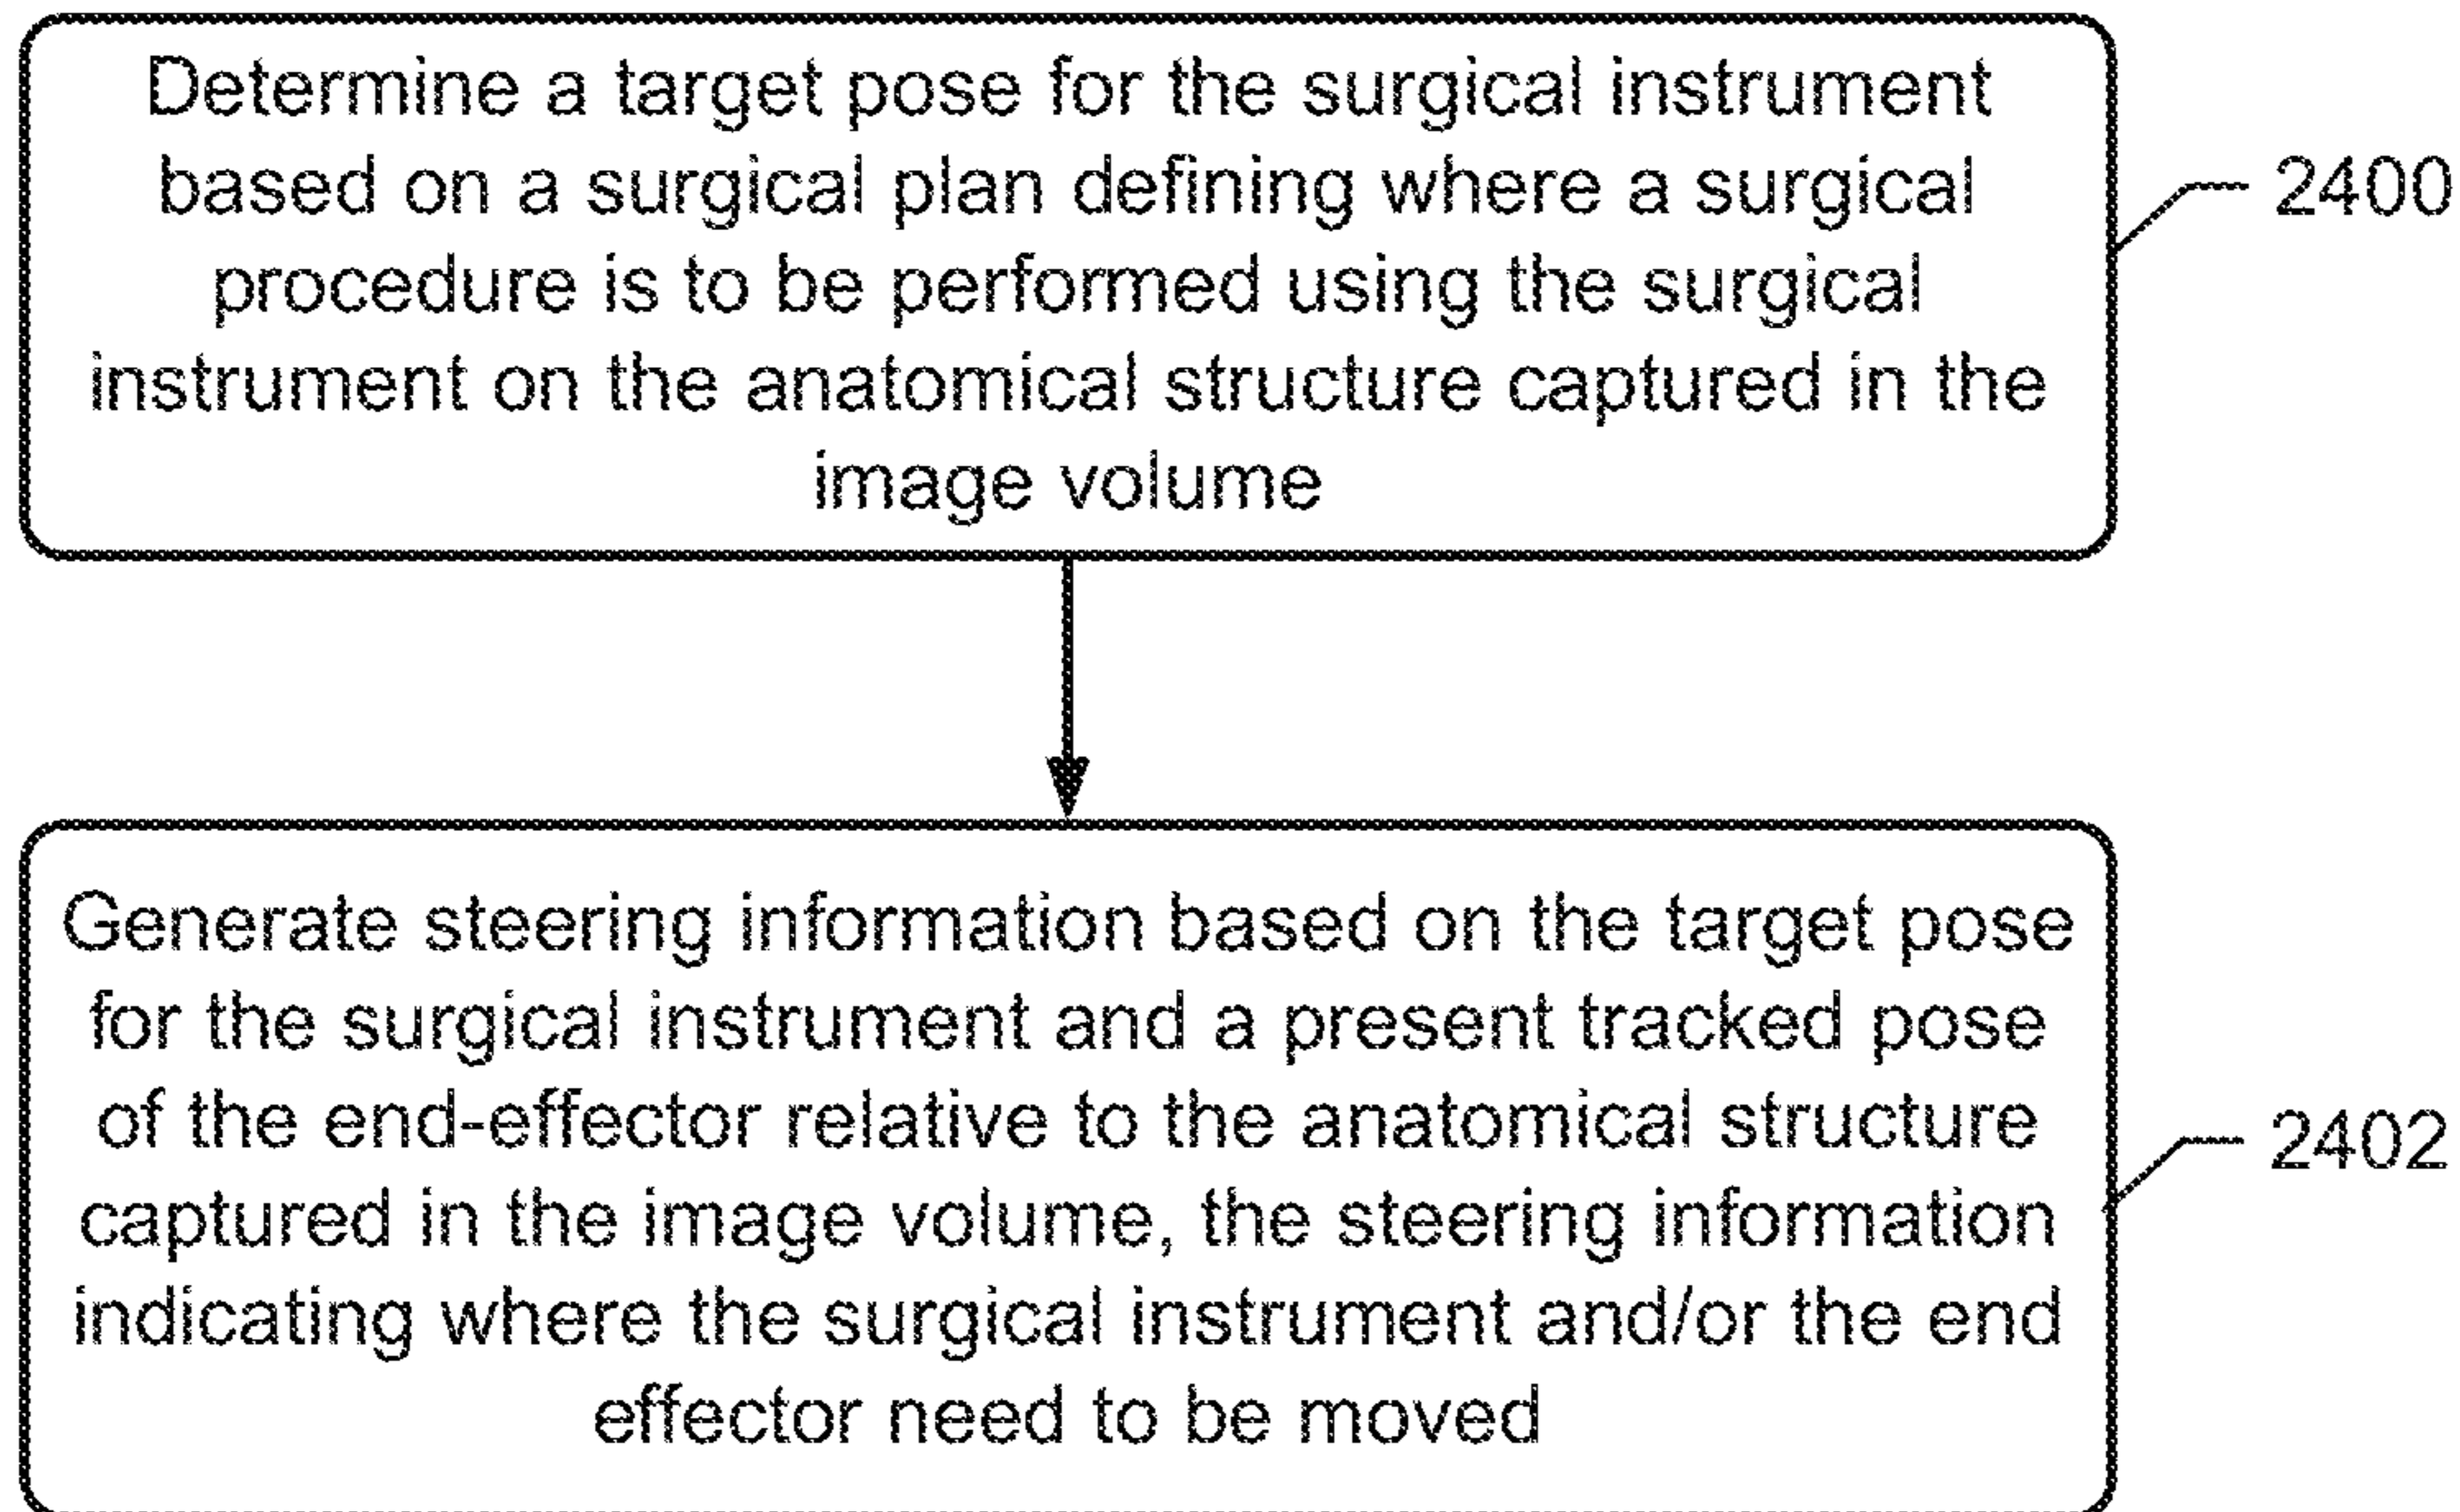 Determine a target pose for the surgical instrument
based on a surgical plan defining where a surgical
procedure is to be performed using the surgical
instrument on the anatomical structure captured in the
image volume
2400
Generate steering information based on the target pose
for the surgical instrument and a present tracked pose
of the end-effector relative to the anatomical structure
captured in the image volume, the steering information
indicating where the surgical instrument and/or the end
effector need to be moved
2402